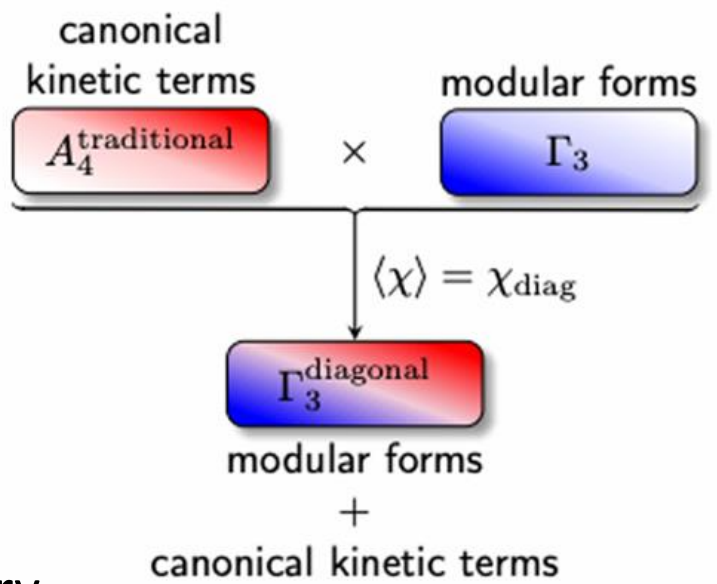 canonical
kinetic terms
modular forms
A_4^traditional × Γ_3
⟨χ⟩ = χ_diag
Γ_3^diagonal
modular forms
+
canonical kinetic terms